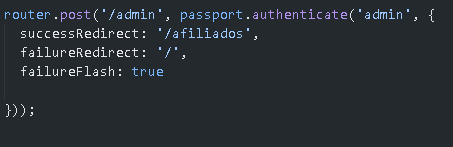 router.post('/admin', passport.authenticate('admin', {
successRedirect: '/afiliados',
failureRedirect: '/',
failureFlash: true
}));